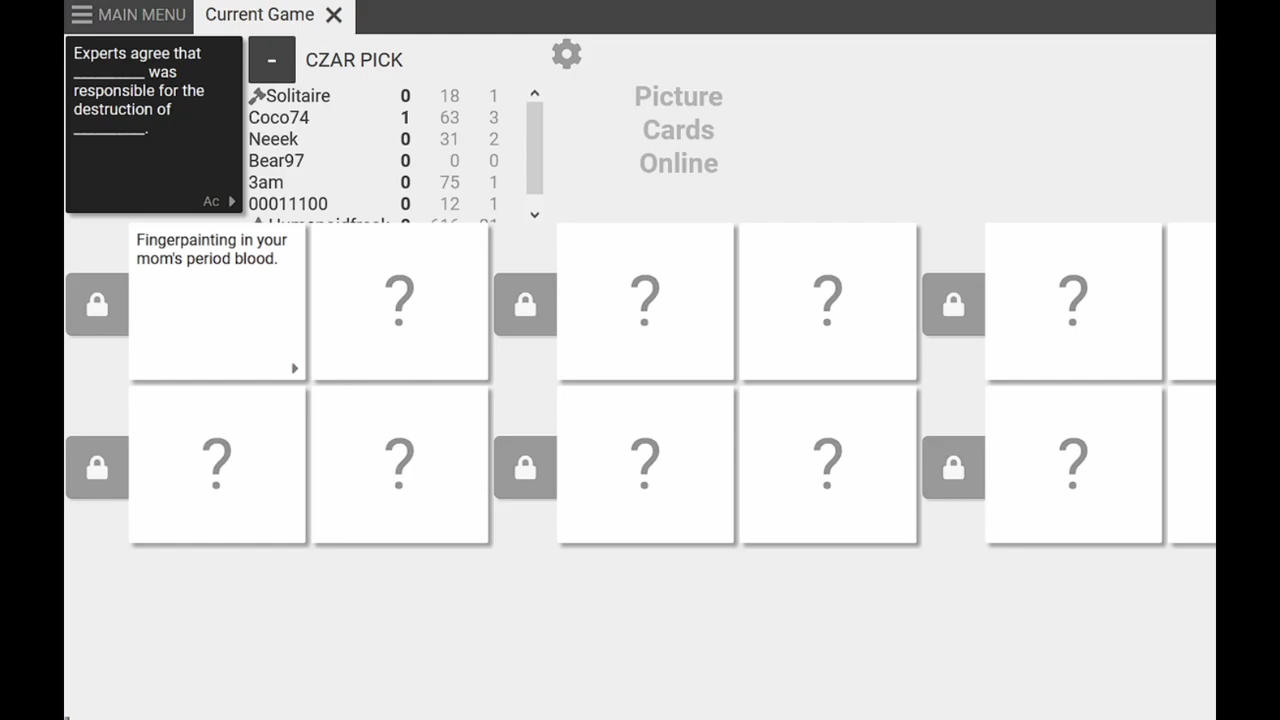 MAIN MENU
Current Game
Experts agree that
_________ was
responsible for the
destruction of
_________.
Ac
-
CZAR PICK
Solitaire 0 18 1
Coco74 1 63 3
Neeek 0 31 2
Bear97 0 0 0
3am 0 75 1
00011100 0 12 1
Picture
Cards
Online
Fingerpainting in your
mom's period blood.
? ? ? ?
? ? ? ? ?